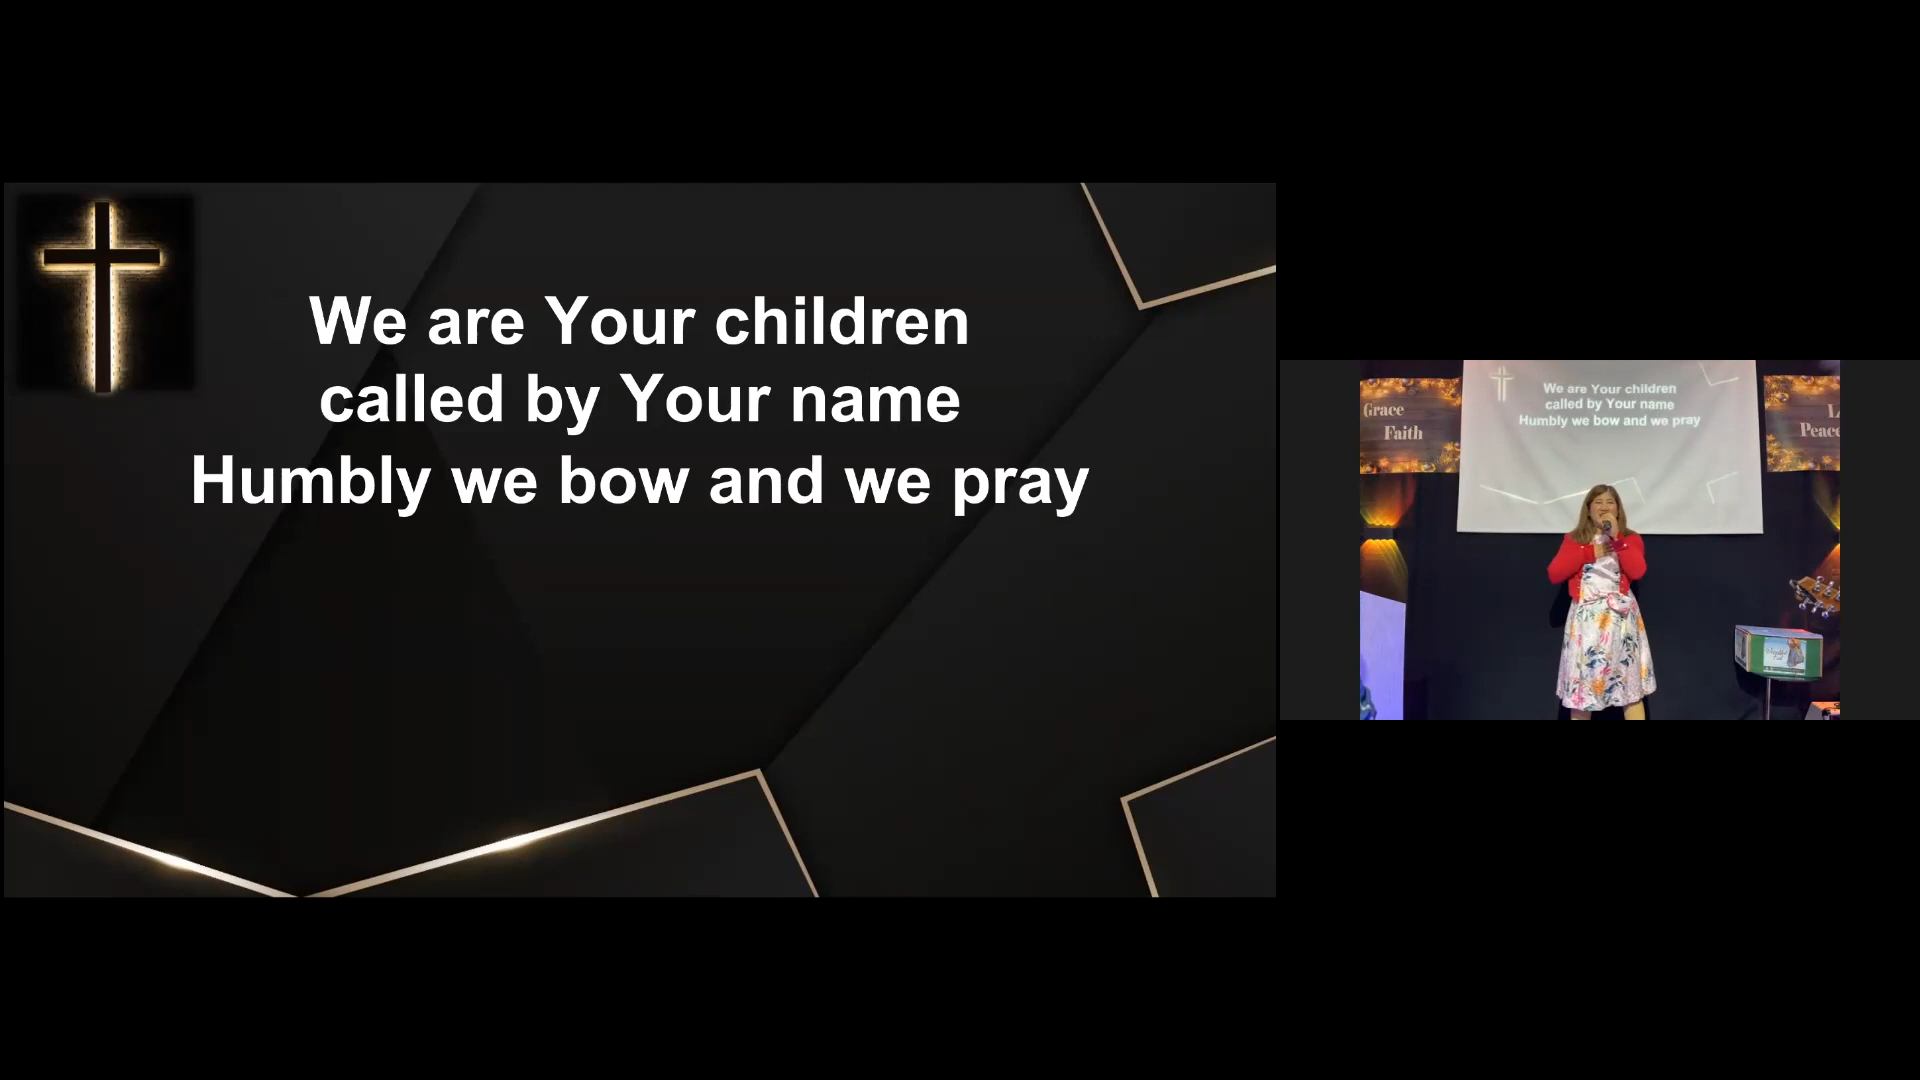 We are Your children
called by Your name
Humbly we bow and we pray
We are Your children
called by Your name
Humbly we bow and we pray
Grace
Faith
Peace